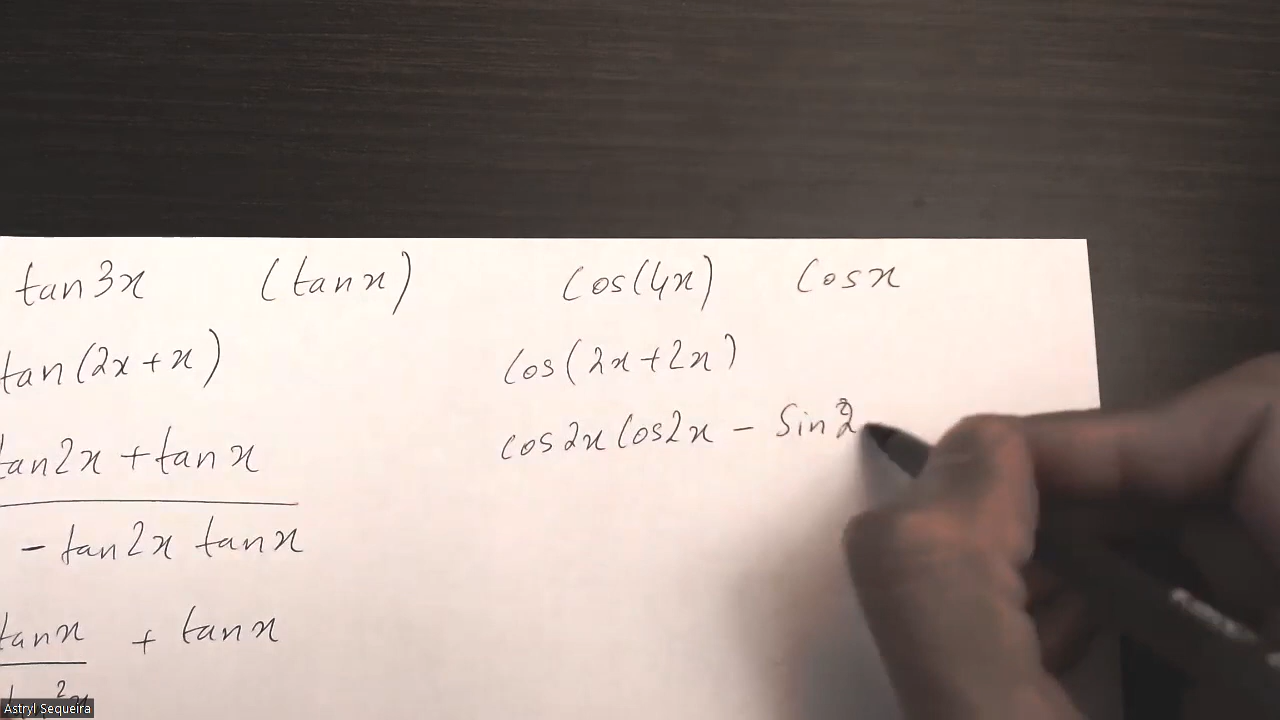 tan3x (tanx) Cos(4x) Cosx
tan(2x+x) Cos(2x+2x)
tan2x + tanx Cos2x Cos2x - Sin2
- tan2x tanx
tanx + tanx
Astryl Sequeira